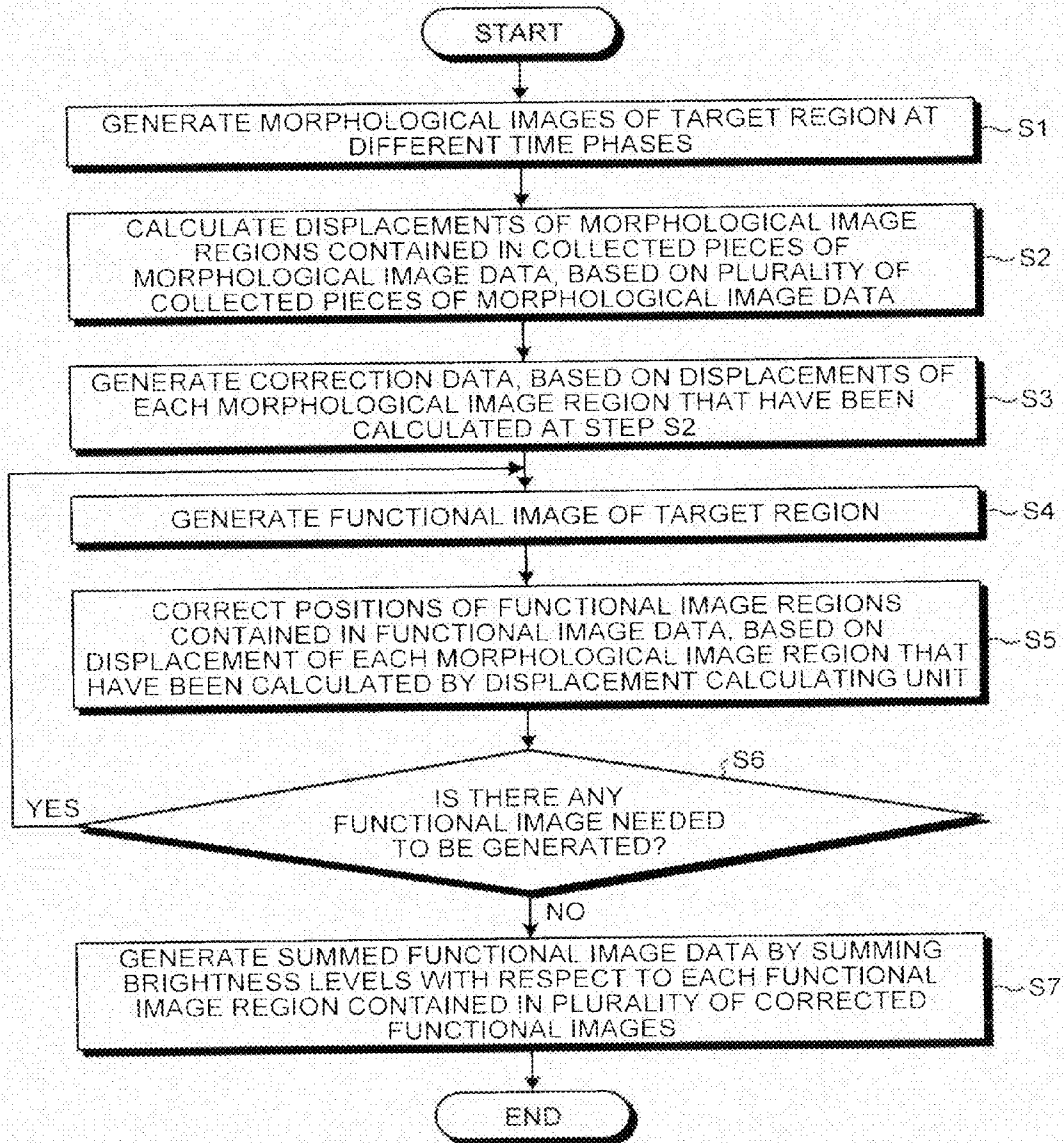 START
GENERATE MORPHOLOGICAL IMAGES OF TARGET REGION AT
DIFFERENT TIME PHASES
S1
CALCULATE DISPLACEMENTS OF MORPHOLOGICAL IMAGE
REGIONS CONTAINED IN COLLECTED PIECES OF
MORPHOLOGICAL IMAGE DATA, BASED ON PLURALITY OF
COLLECTED PIECES OF MORPHOLOGICAL IMAGE DATA
S2
GENERATE CORRECTION DATA, BASED ON DISPLACEMENTS OF
EACH MORPHOLOGICAL IMAGE REGION THAT HAVE BEEN
CALCULATED AT STEP S2
S3
GENERATE FUNCTIONAL IMAGE OF TARGET REGION
S4
CORRECT POSITIONS OF FUNCTIONAL IMAGE REGIONS
CONTAINED IN FUNCTIONAL IMAGE DATA, BASED ON
DISPLACEMENT OF EACH MORPHOLOGICAL IMAGE REGION THAT
HAVE BEEN CALCULATED BY DISPLACEMENT CALCULATING UNIT
S5
S6
YES
IS THERE ANY
FUNCTIONAL IMAGE NEEDED
TO BE GENERATED?
NO
GENERATE SUMMED FUNCTIONAL IMAGE DATA BY SUMMING
BRIGHTNESS LEVELS WITH RESPECT TO EACH FUNCTIONAL
IMAGE REGION CONTAINED IN PLURALITY OF CORRECTED
FUNCTIONAL IMAGES
S7
END